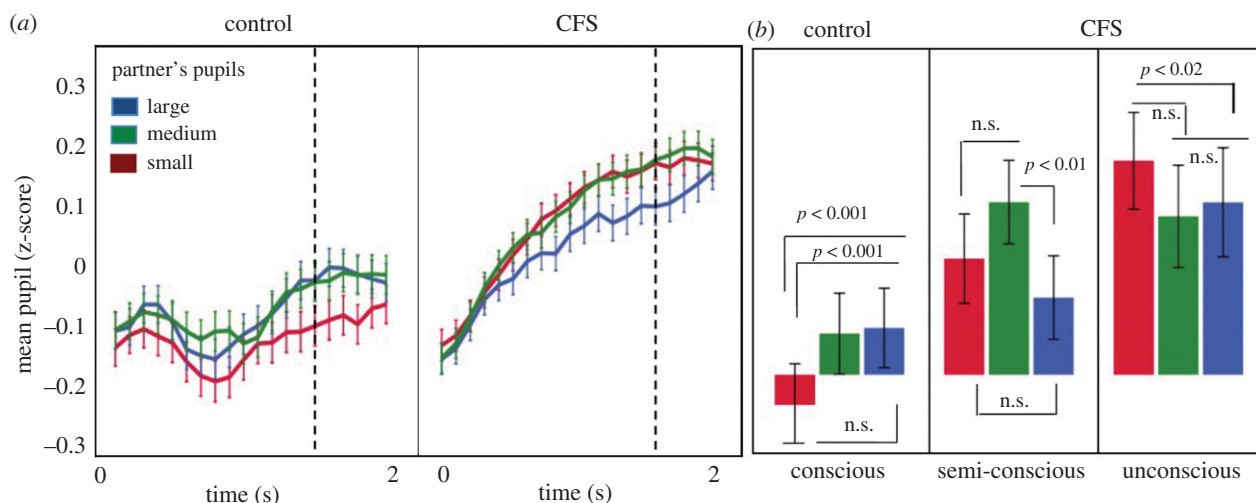 (a)
control
CFS
partner's pupils
large
medium
small
mean pupil (z-score)
0.3
0.2
0.1
0
–0.1
–0.2
–0.3
0
2
time (s)
0
2
time (s)
(b)
control
CFS
p < 0.001
p < 0.001
n.s.
conscious
n.s.
p < 0.01
n.s.
semi-conscious
p < 0.02
n.s.
n.s.
unconscious